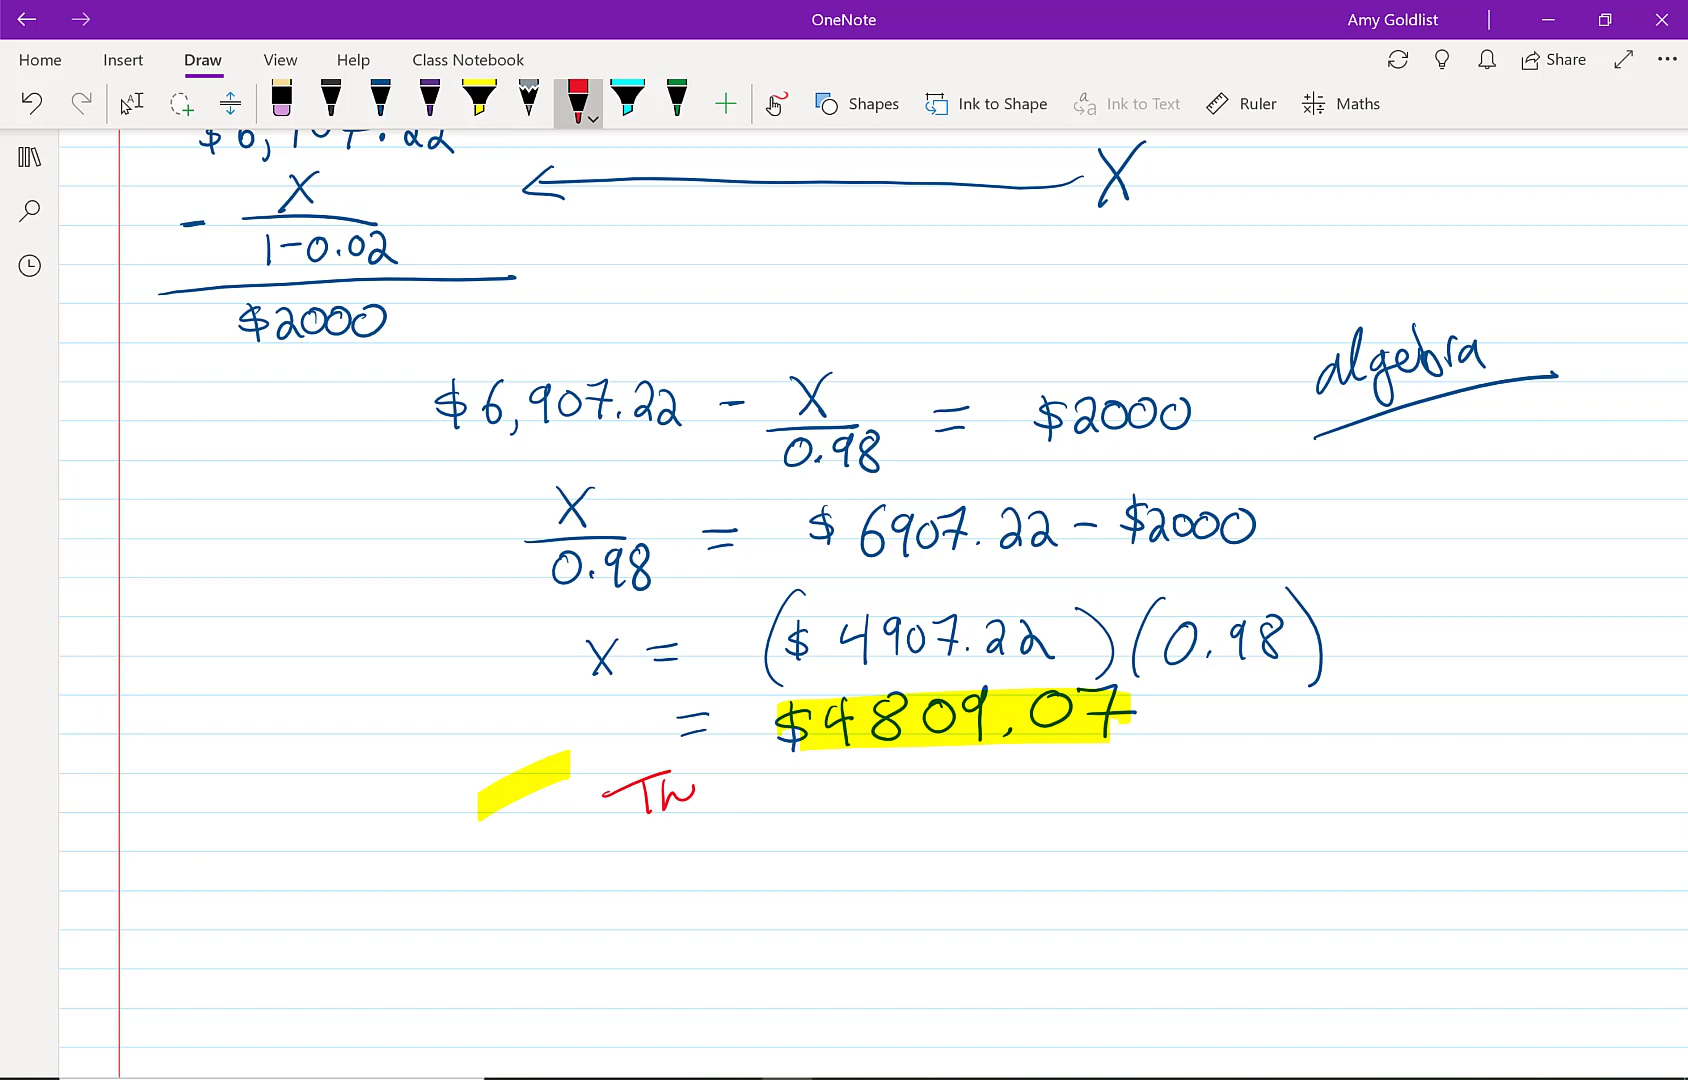 OneNote
Amy Goldlist
Home Insert Draw View Help Class Notebook Share
Shapes Ink to Shape Ink to Text Ruler Maths
X
X
- 1-0.02
$2000
algebra
$6,907.22 - X/0.98 = $2000
X/0.98 = $6907.22 - $2000
x = ($4907.22)(0.98)
= $4809.07
Th